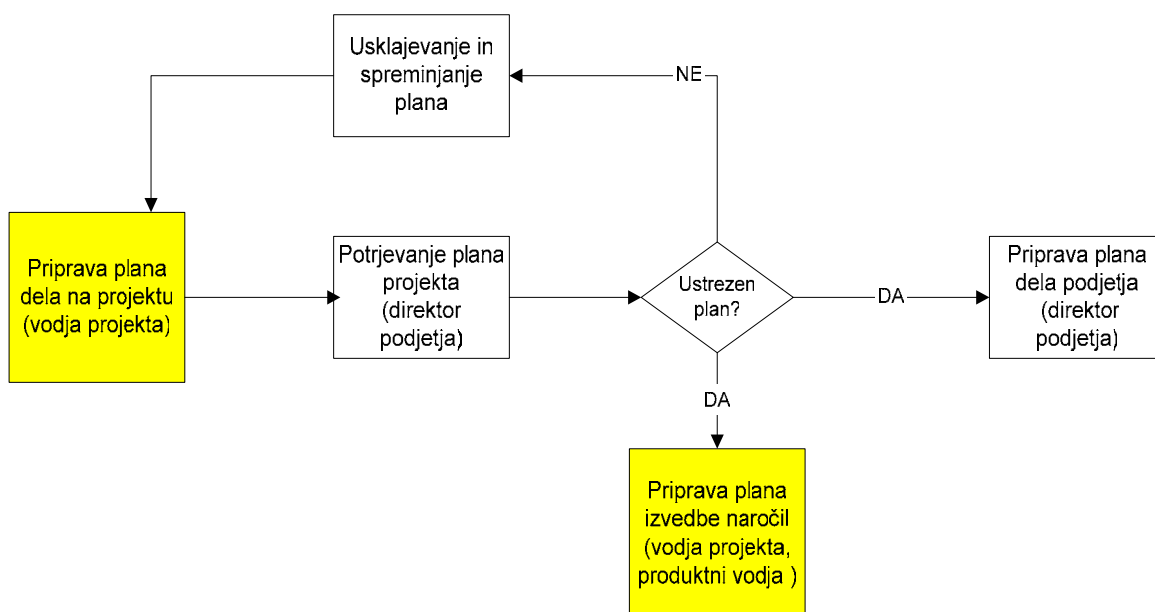 Usklajevanje in
spreminjanje
plana
NE
Priprava plana
dela na projektu
(vodja projekta)
Potrjevanje plana
projekta
(direktor
podjetja)
Ustrezen
plan?
DA
Priprava plana
dela podjetja
(direktor
podjetja)
DA
Priprava plana
izvedbe naročil
(vodja projekta,
produktni vodja )